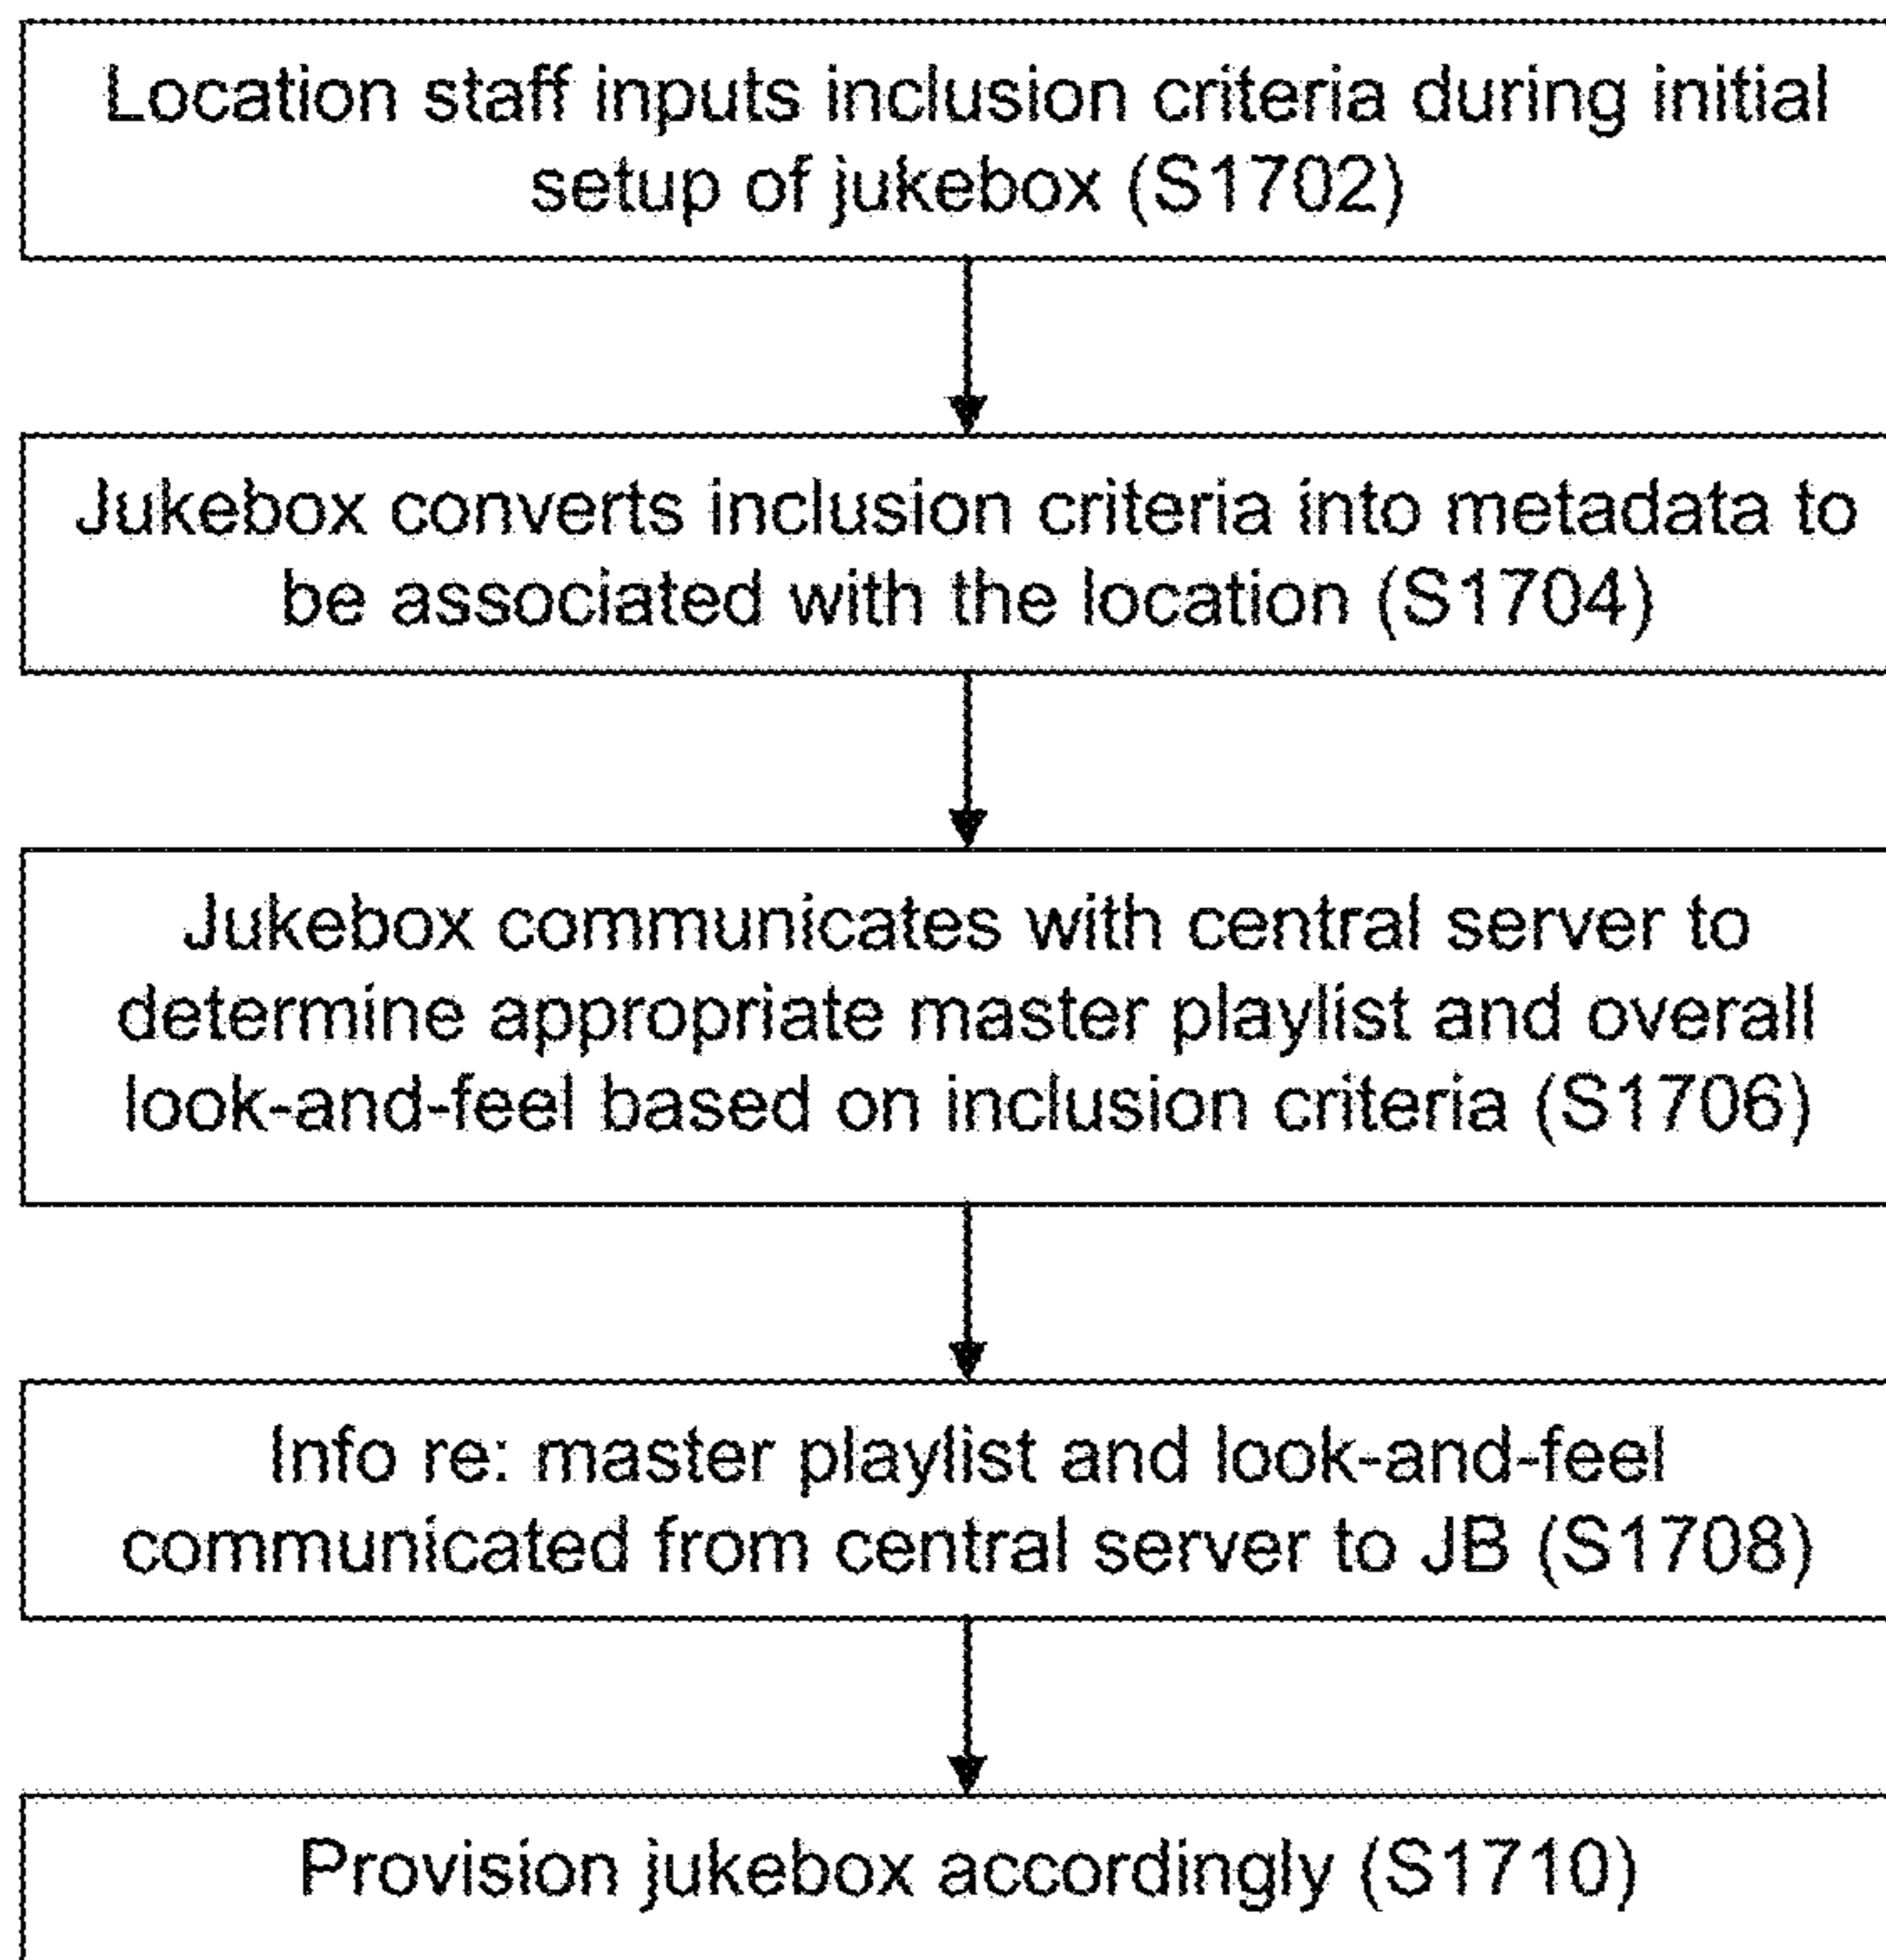 Location staff inputs inclusion criteria during initial
setup of jukebox (S1702)
Jukebox converts inclusion criteria into metadata to
be associated with the location (S1704)
Jukebox communicates with central server to
determine appropriate master playlist and overall
look-and-feel based on inclusion criteria (S1706)
Info re: master playlist and look-and-feel
communicated from central server to JB (S1708)
Provision jukebox accordingly (S1710)